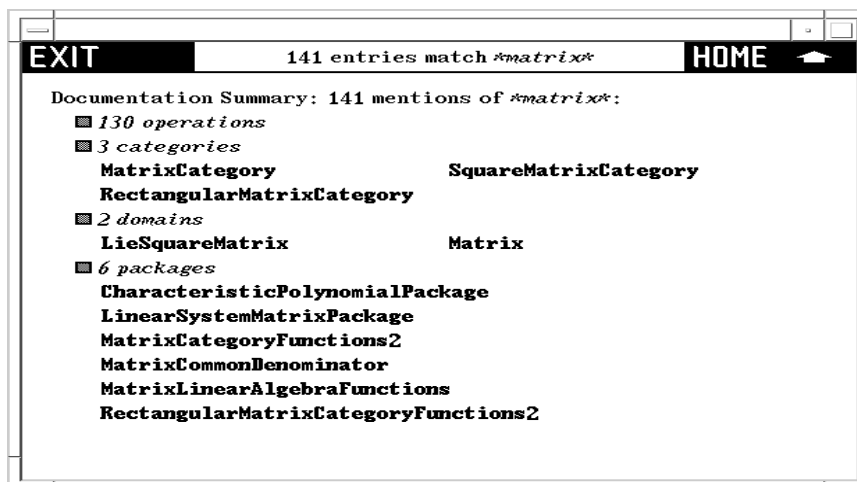 EXIT 141 entries match *matrix* HOME
Documentation Summary: 141 mentions of *matrix*:
130 operations
3 categories
MatrixCategory SquareMatrixCategory
RectangularMatrixCategory
2 domains
LieSquareMatrix Matrix
6 packages
CharacteristicPolynomialPackage
LinearSystemMatrixPackage
MatrixCategoryFunctions2
MatrixCommonDenominator
MatrixLinearAlgebraFunctions
RectangularMatrixCategoryFunctions2